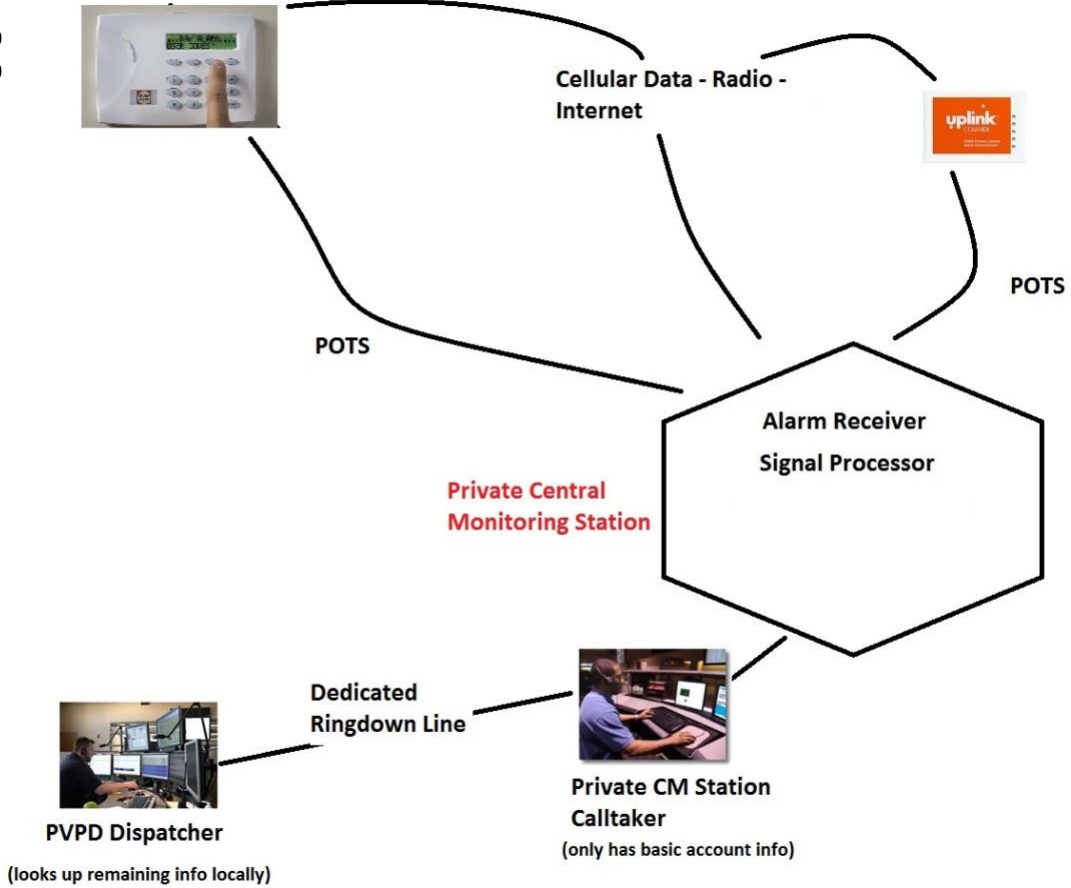 Cellular Data - Radio -
Internet
uplink
POTS
POTS
Alarm Receiver
Signal Processor
Private Central
Monitoring Station
Dedicated
Ringdown Line
Private CM Station
Calltaker
(only has basic account info)
PVPD Dispatcher
(looks up remaining info locally)